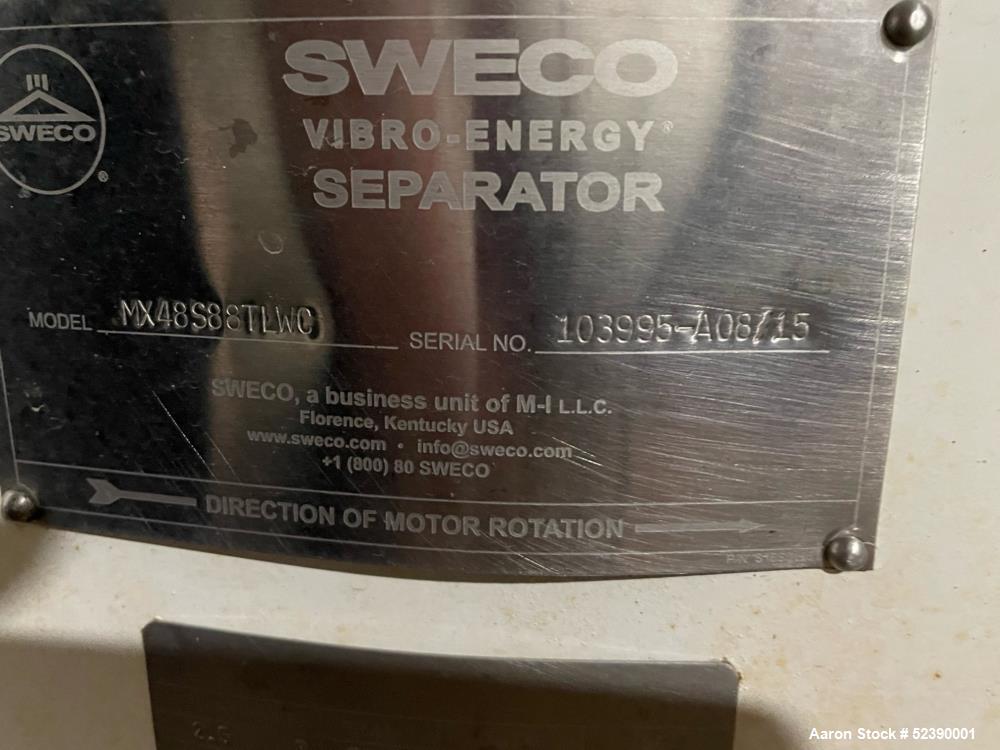 SWECO
®
SWECO
VIBRO-ENERGY®
SEPARATOR
MODEL MX48S88TLWC SERIAL NO. 103995-A08/15
SWECO, a business unit of M-I L.L.C.
Florence, Kentucky USA
www.sweco.com • info@sweco.com
+1 (800) 80 SWECO
DIRECTION OF MOTOR ROTATION
P/N
Aaron Stock # 52390001